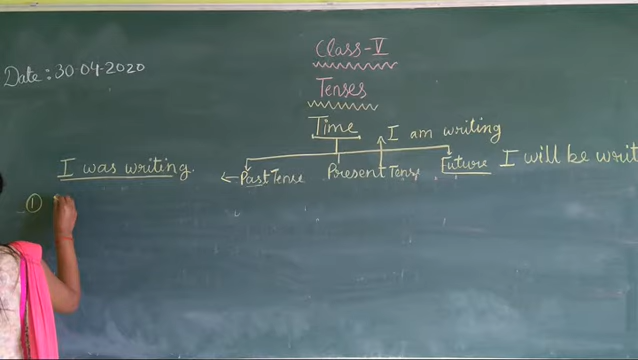 Class-V
Date: 30-04-2020
Tenses
Time
I am writing
I was writing
Past Tense
Present Tense
Future
I will be writ
①